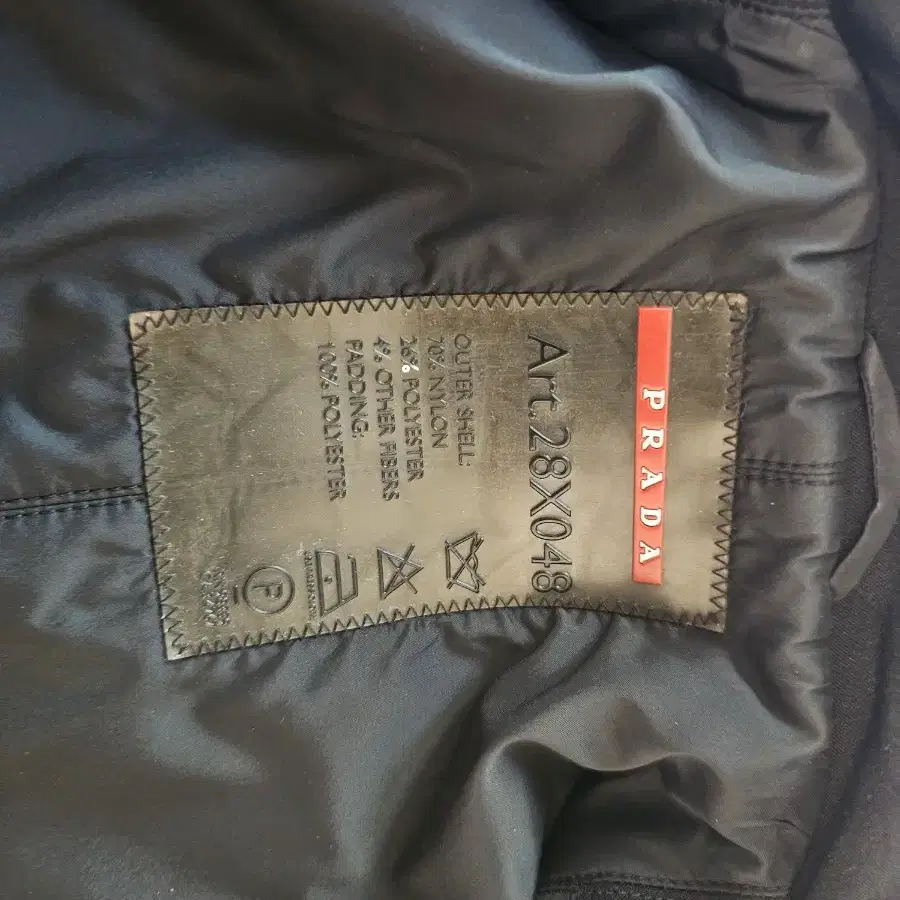 PRADA
Art.28X048
OUTER SHELL:
70% NYLON
26% POLYESTER
4% OTHER FIBERS
PADDING:
100% POLYESTER
P